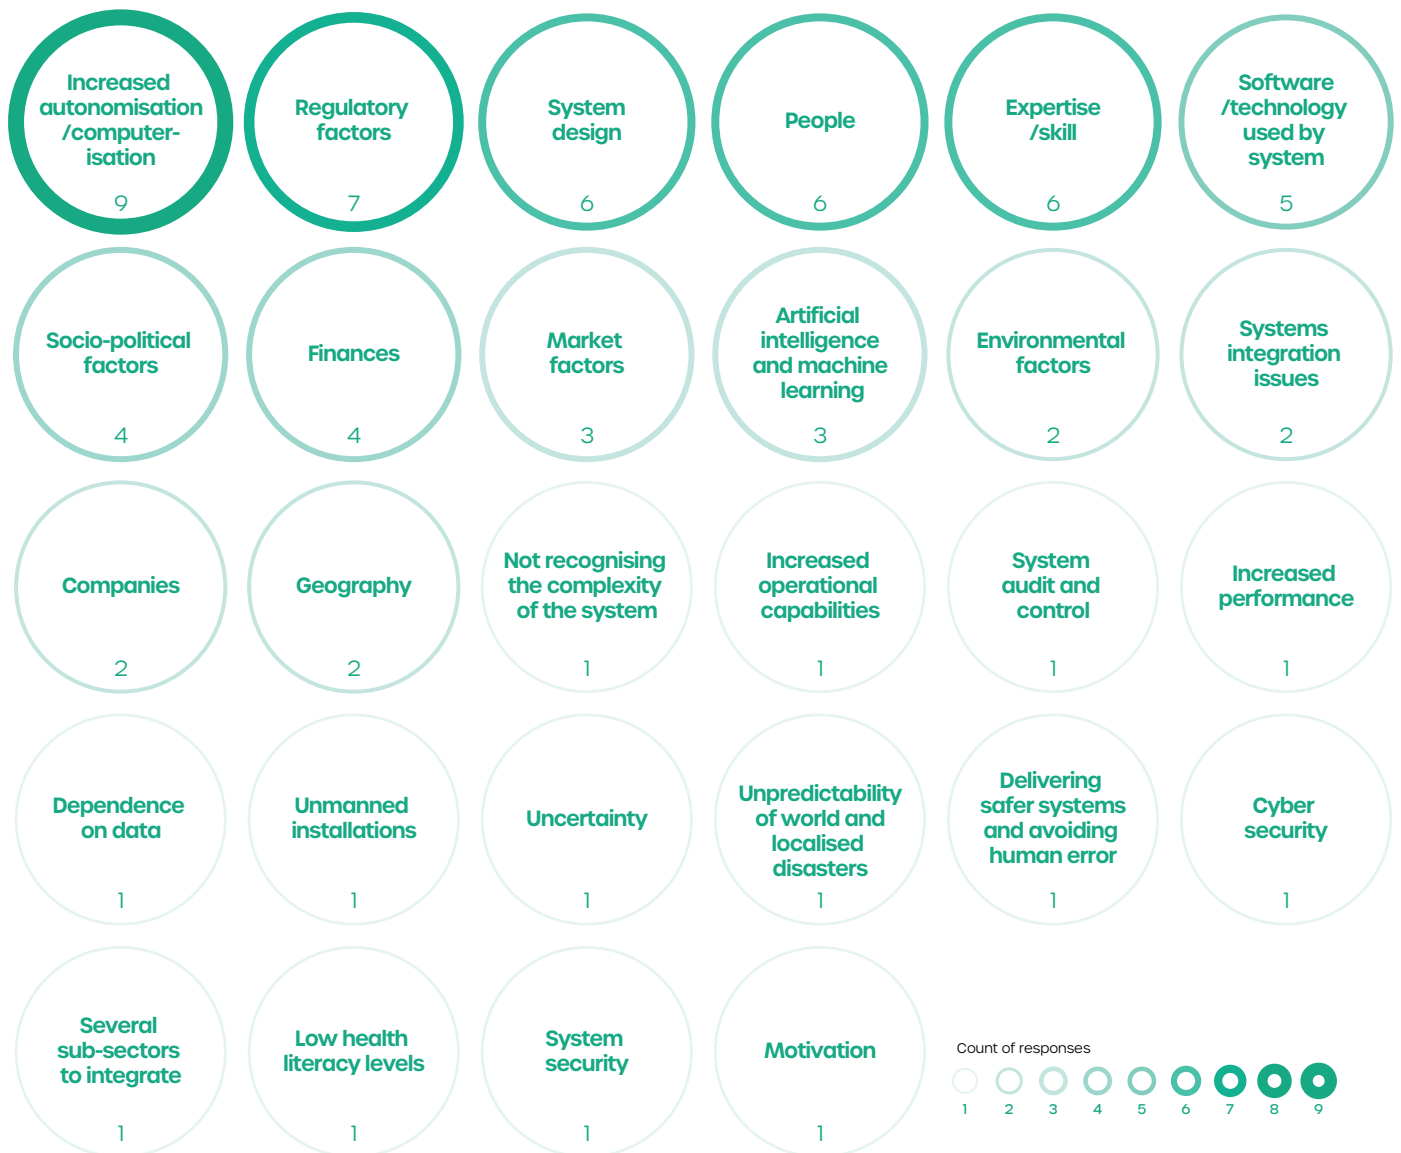 Increased
autonomisation
/computer-
isation
9
Regulatory
factors
7
System
design
6
People
6
Expertise
/skill
6
Software
/technology
used by
system
5
Socio-political
factors
4
Finances
4
Market
factors
3
Artificial
intelligence
and machine
learning
3
Environmental
factors
2
Systems
integration
issues
2
Companies
2
Geography
2
Not recognising
the complexity
of the system
1
Increased
operational
capabilities
1
System
audit and
control
1
Increased
performance
1
Dependence
on data
1
Unmanned
installations
1
Uncertainty
1
Unpredictability
of world and
localised
disasters
1
Delivering
safer systems
and avoiding
human error
1
Cyber
security
1
Several
sub-sectors
to integrate
1
Low health
literacy levels
1
System
security
1
Motivation
1
Count of responses
1 2 3 4 5 6 7 8 9